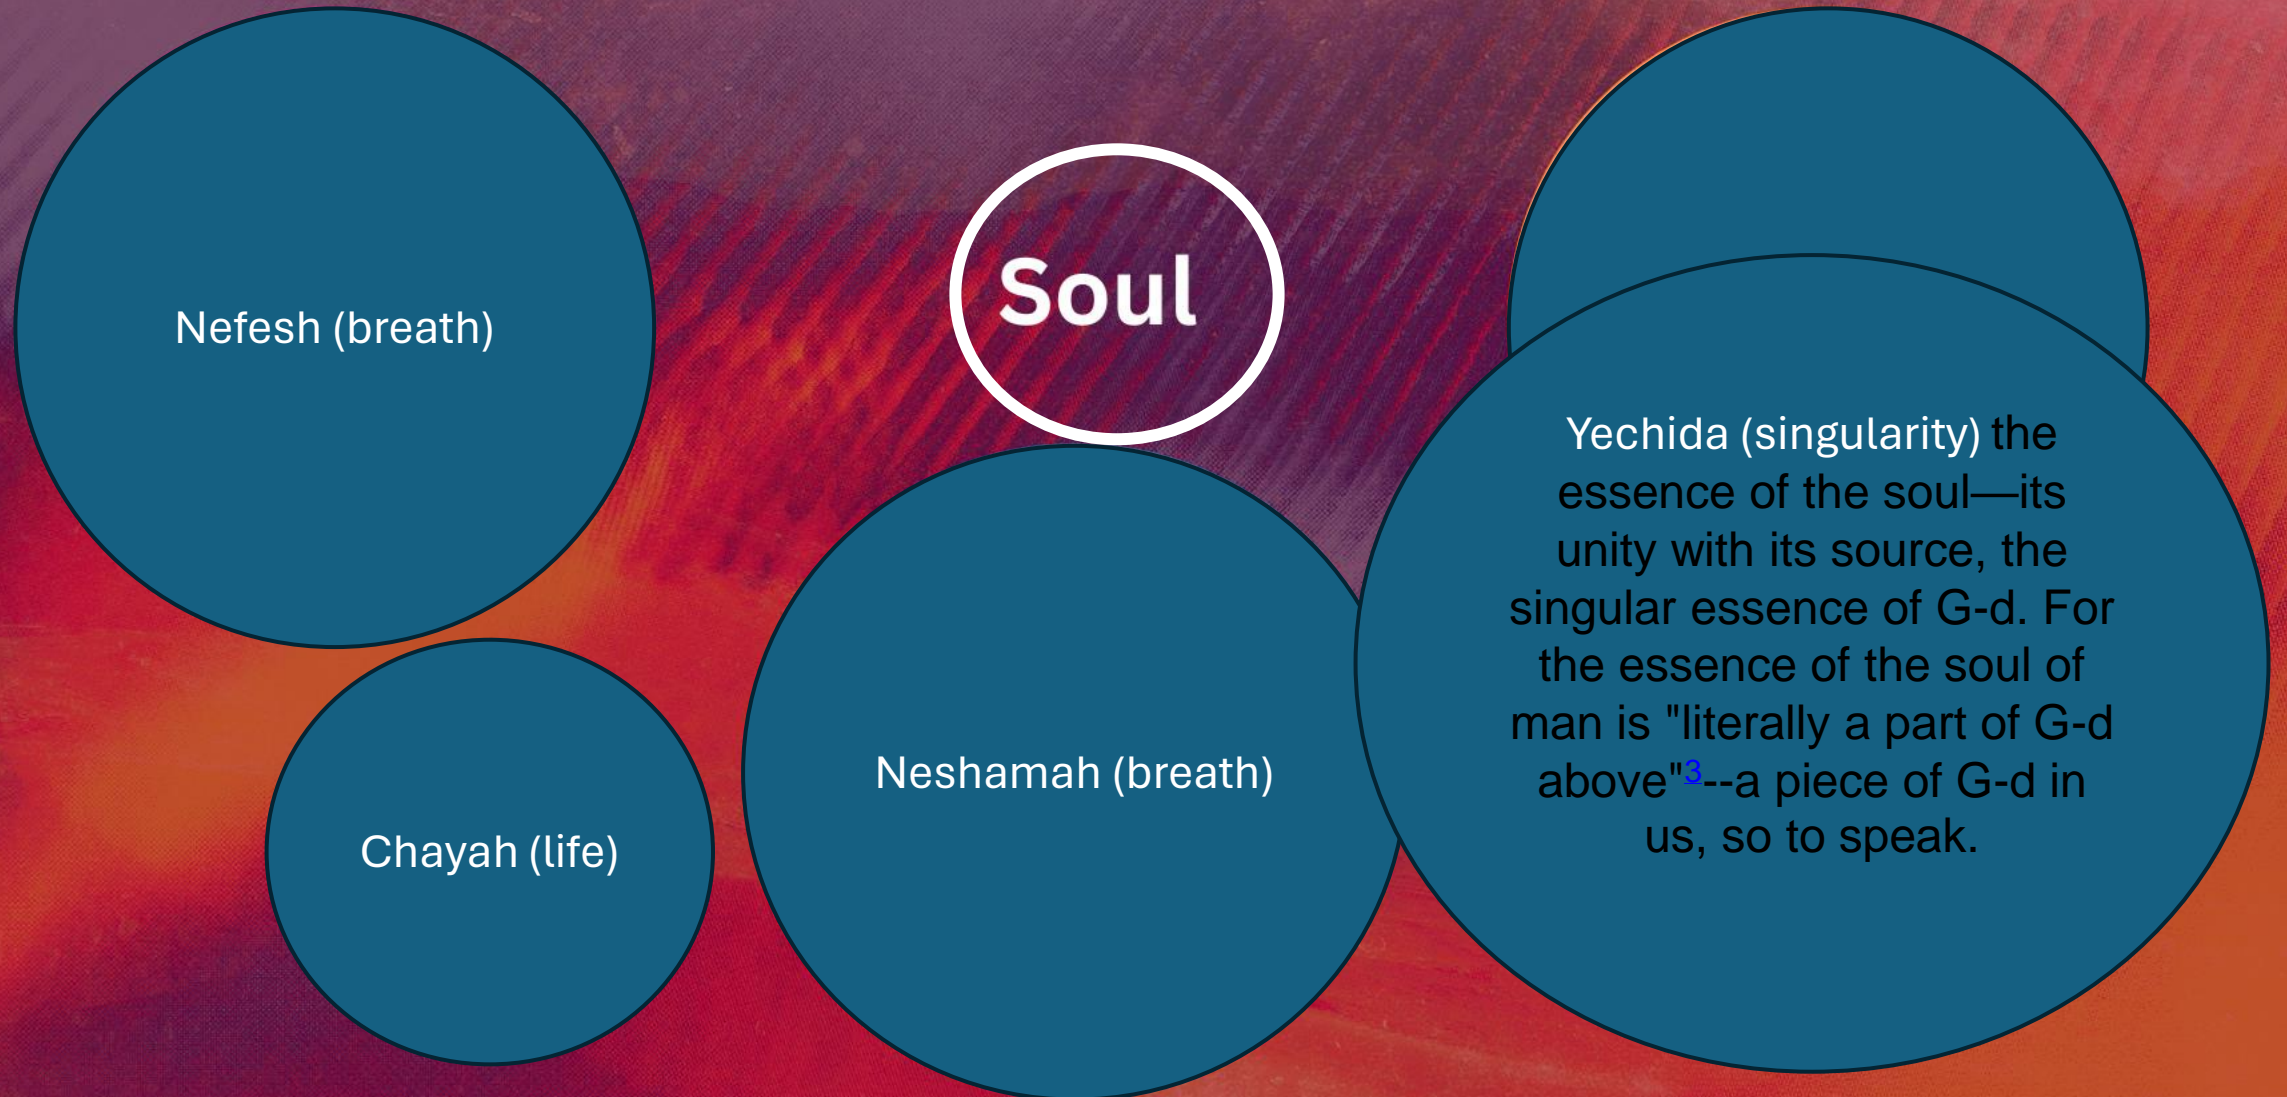 Nefesh (breath)
Soul
Yechida (singularity) the
essence of the soul—its
unity with its source, the
singular essence of G-d. For
the essence of the soul of
man is "literally a part of G-d
above"3--a piece of G-d in
us, so to speak.
Neshamah (breath)
Chayah (life)